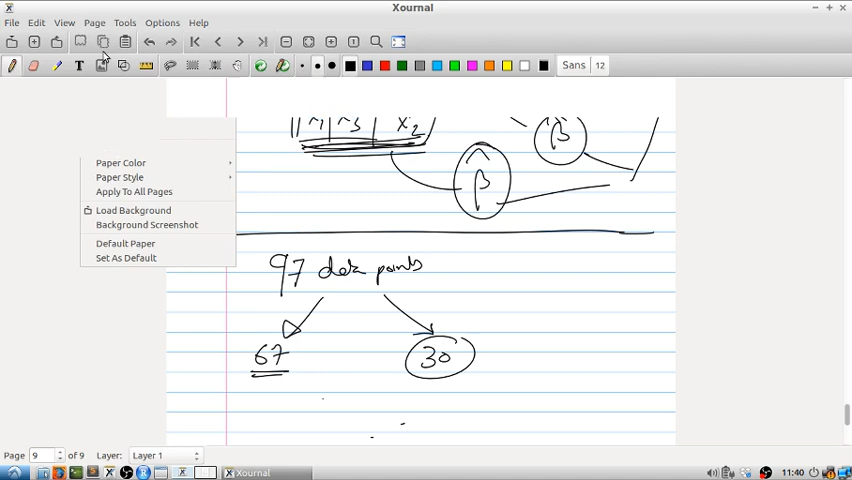 Xournal
File Edit View Page Tools Options Help
Sans 12
Paper Color
Paper Style
Apply To All Pages
Load Background
Background Screenshot
Default Paper
Set As Default
x2
β
β̂
97 data points
67 30
Page 9 of 9 Layer: Layer 1
Xournal 11:40